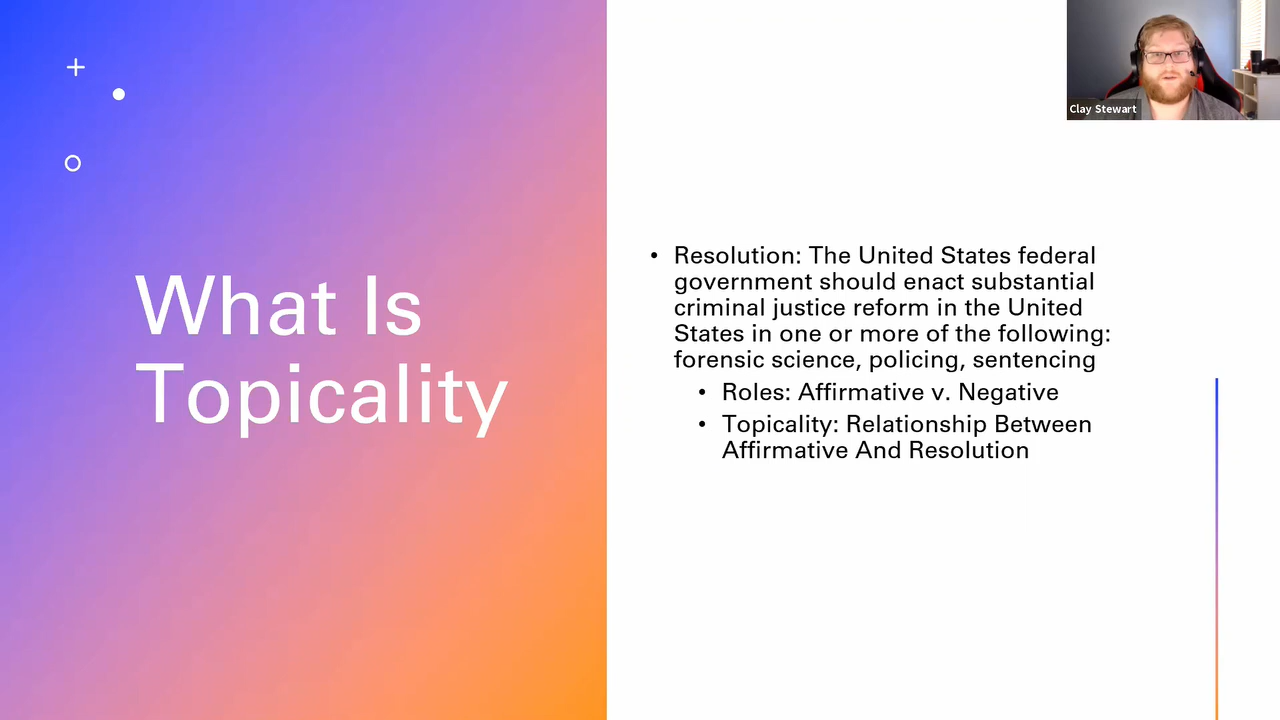 What Is
Topicality
• Resolution: The United States federal
government should enact substantial
criminal justice reform in the United
States in one or more of the following:
forensic science, policing, sentencing
• Roles: Affirmative v. Negative
• Topicality: Relationship Between
Affirmative And Resolution
Clay Stewart